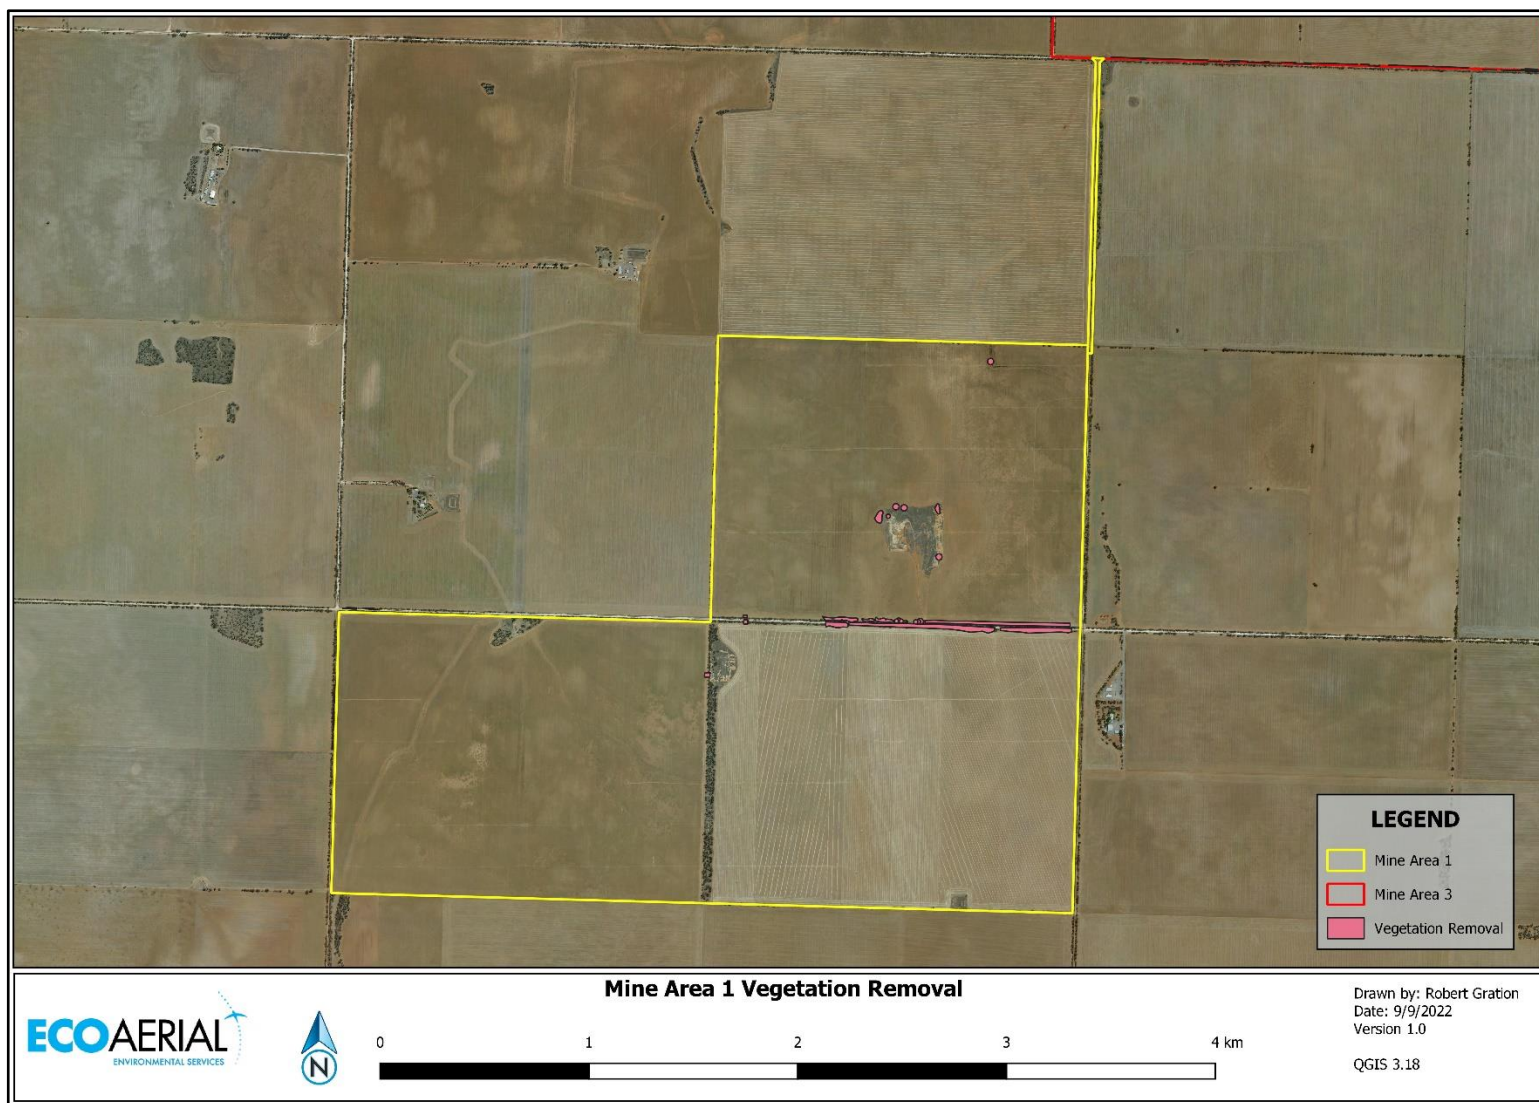 LEGEND
Mine Area 1
Mine Area 3
Vegetation Removal
Mine Area 1 Vegetation Removal
ECOAERIAL
ENVIRONMENTAL SERVICES
N
0 1 2 3 4 km
Drawn by: Robert Gration
Date: 9/9/2022
Version 1.0
QGIS 3.18